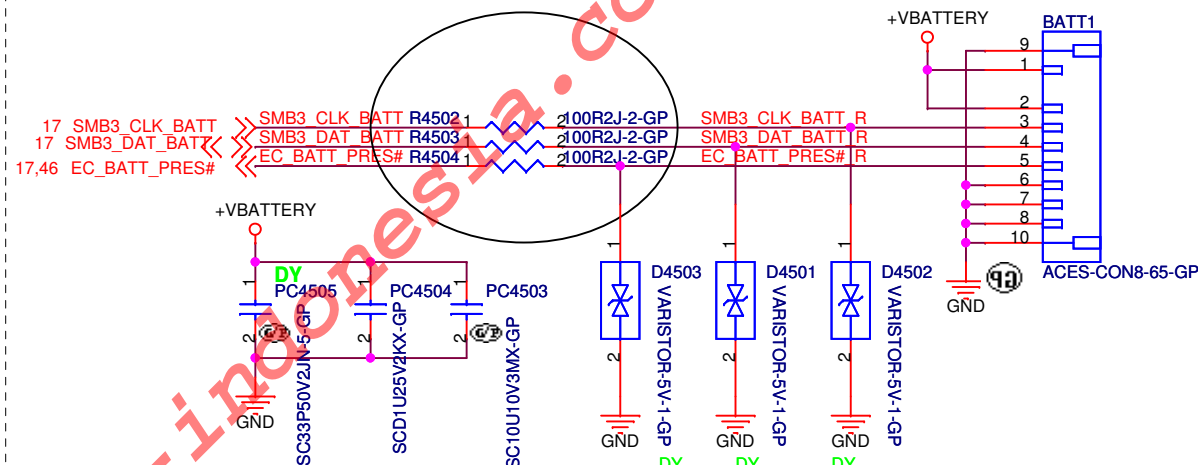 +VBATTERY
BATT1
9
1
2
17 SMB3_CLK_BATT
SMB3_CLK_BATT R4502 1
2 100R2J-2-GP
SMB3_CLK_BATT_R
3
17 SMB3_DAT_BATT
SMB3_DAT_BATT R4503 1
2 100R2J-2-GP
SMB3_DAT_BATT_R
4
17,46 EC_BATT_PRES#
EC_BATT_PRES# R4504 1
2 100R2J-2-GP
EC_BATT_PRES#_R
5
6
7
8
10
ACES-CON8-65-GP
GND
+VBATTERY
DY
1
PC4505
2
SC33P50V2JN-5-GP
1
PC4504
2
SCD1U25V2KX-GP
1
PC4503
2
SC10U10V3MX-GP
GND
1
D4503
2
VARISTOR-5V-1-GP
GND
DY
1
D4501
2
VARISTOR-5V-1-GP
GND
DY
1
D4502
2
VARISTOR-5V-1-GP
GND
DY
r-indonesia.co